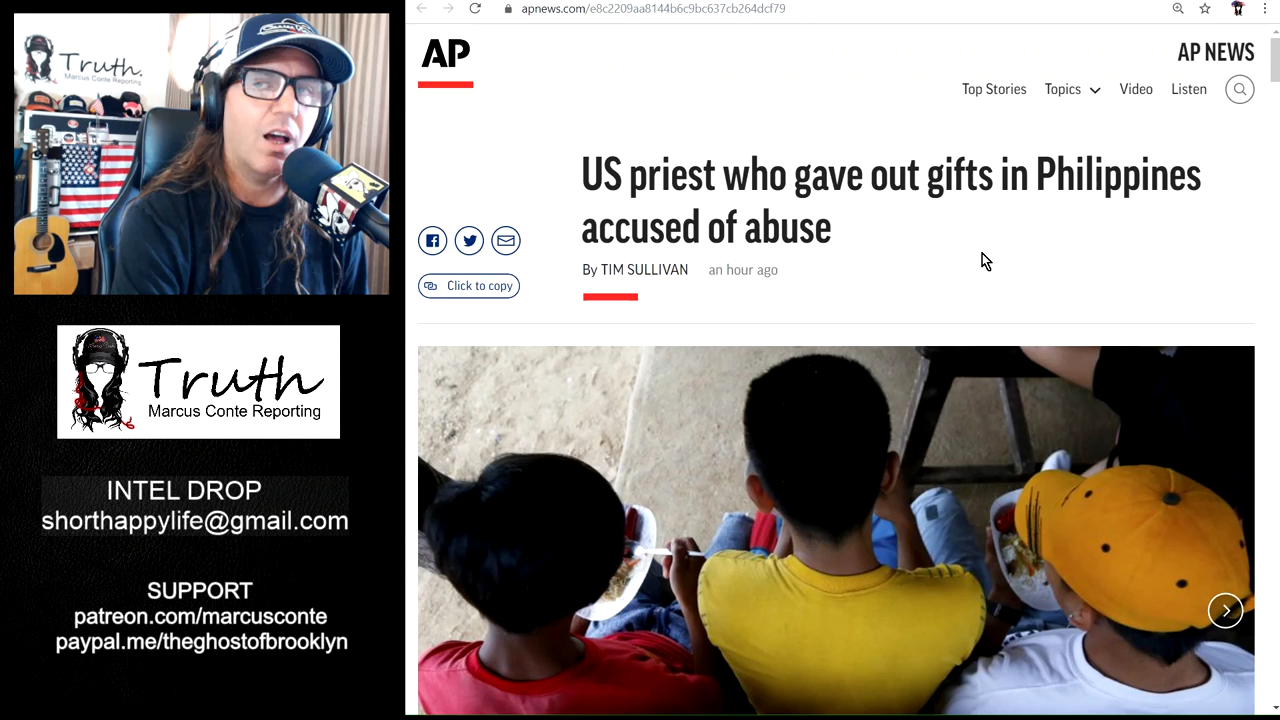 Truth.
Marcus Conte Reporting
Truth
Marcus Conte Reporting
INTEL DROP
shorthappylife@gmail.com
SUPPORT
patreon.com/marcusconte
paypal.me/theghostofbrooklyn
apnews.com/e8c2209aa8144b6c9bc637cb264dcf79
AP
AP NEWS
Top Stories Topics Video Listen
US priest who gave out gifts in Philippines
accused of abuse
By TIM SULLIVAN an hour ago
Click to copy